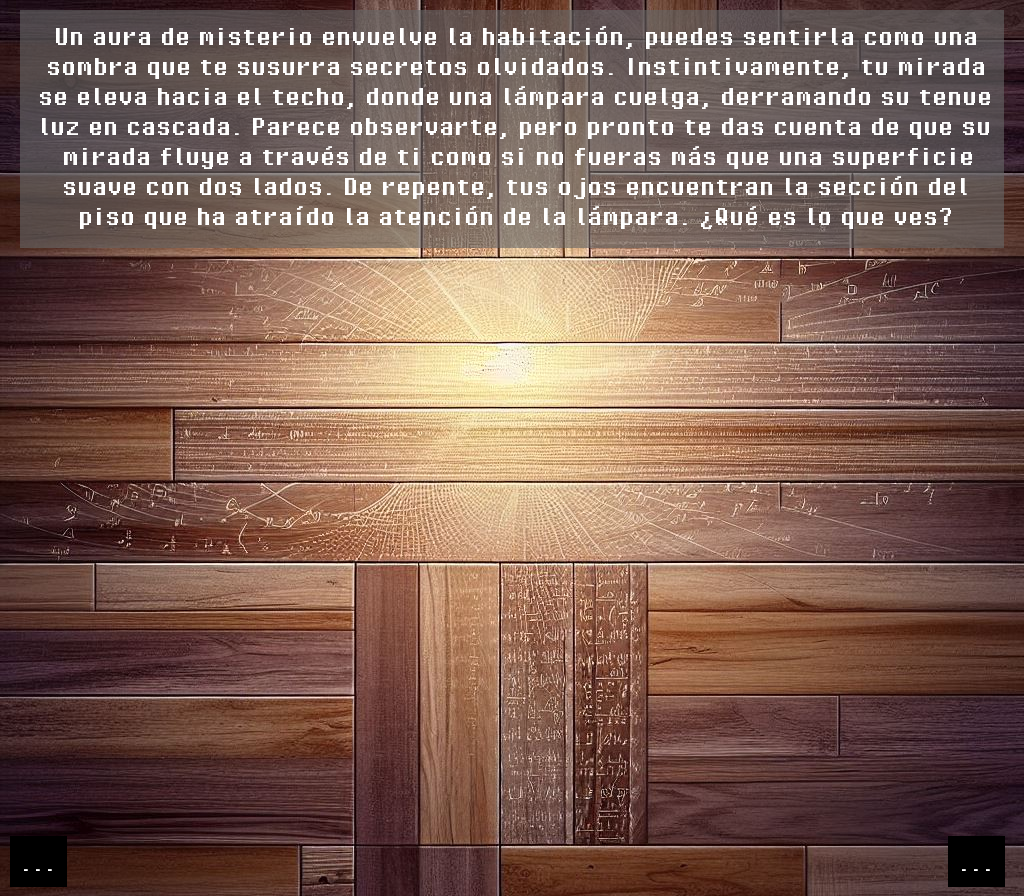 Un aura de misterio envuelve la habitación, puedes sentirla como una
sombra que te susurra secretos olvidados. Instintivamente, tu mirada
se eleva hacia el techo, donde una lámpara cuelga, derramando su tenue
luz en cascada. Parece observarte, pero pronto te das cuenta de que su
mirada fluye a través de ti como si no fueras más que una superficie
suave con dos lados. De repente, tus ojos encuentran la sección del
piso que ha atraído la atención de la lámpara. ¿Qué es lo que ves?
... ...